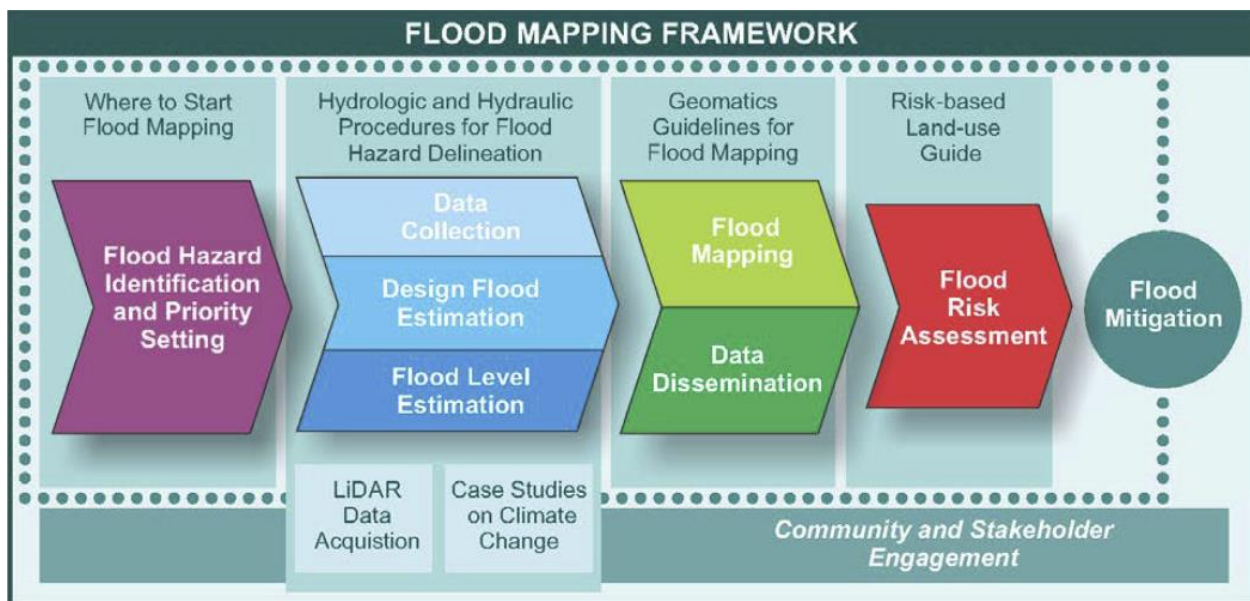 FLOOD MAPPING FRAMEWORK
Where to Start
Flood Mapping
Flood Hazard
Identification
and Priority
Setting
Hydrologic and Hydraulic
Procedures for Flood
Hazard Delineation
Data
Collection
Design Flood
Estimation
Flood Level
Estimation
LiDAR
Data
Acquistion
Case Studies
on Climate
Change
Geomatics
Guidelines for
Flood Mapping
Flood
Mapping
Data
Dissemination
Risk-based
Land-use
Guide
Flood
Risk
Assessment
Flood
Mitigation
Community and Stakeholder
Engagement